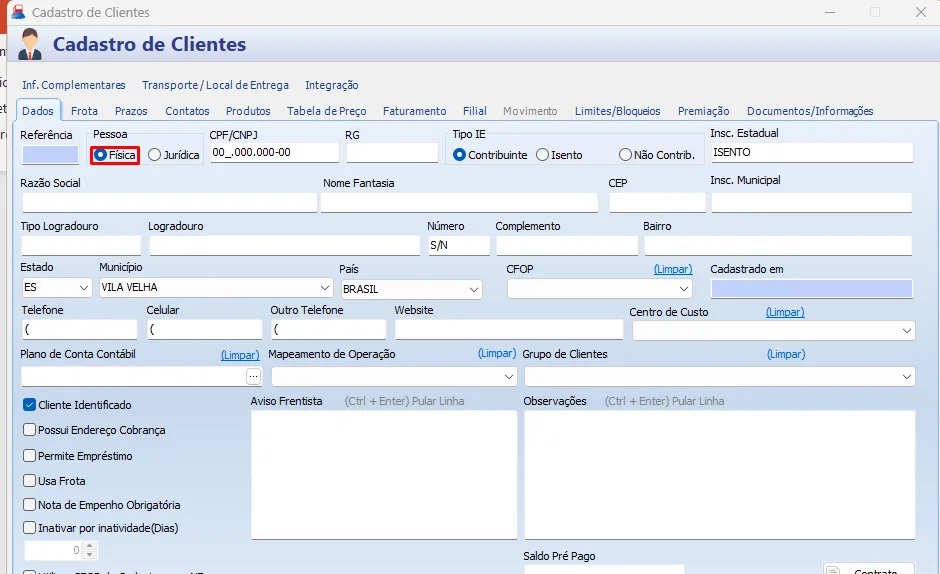 Cadastro de Clientes
Cadastro de Clientes
Inf. Complementares Transporte / Local de Entrega Integração
Dados Frota Prazos Contatos Produtos Tabela de Preço Faturamento Filial Movimento Limites/Bloqueios Premiação Documentos/Informações
Referência Pessoa CPF/CNPJ RG Tipo IE Insc. Estadual
Física Jurídica 00_.000.000-00 Contribuinte Isento Não Contrib. ISENTO
Razão Social Nome Fantasia CEP Insc. Municipal
Tipo Logradouro Logradouro Número Complemento Bairro
S/N
Estado Município País CFOP (Limpar) Cadastrado em
ES VILA VELHA BRASIL
Telefone Celular Outro Telefone Website Centro de Custo (Limpar)
( ( (
Plano de Conta Contábil (Limpar) Mapeamento de Operação (Limpar) Grupo de Clientes (Limpar)
...
Cliente Identificado Aviso Frentista (Ctrl + Enter) Pular Linha Observações (Ctrl + Enter) Pular Linha
Possui Endereço Cobrança
Permite Empréstimo
Usa Frota
Nota de Empenho Obrigatória
Inativar por inatividade(Dias)
0
Saldo Pré Pago
Contrato